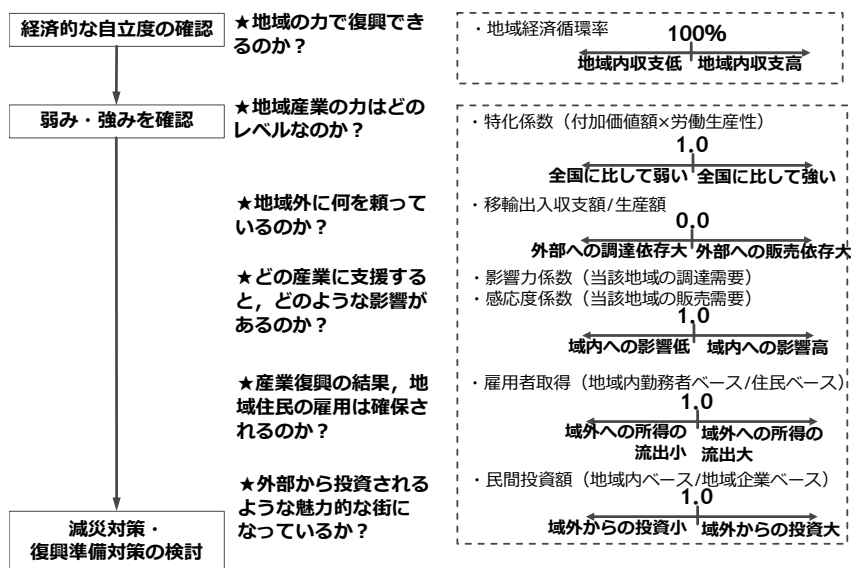 経済的な自立度の確認
★地域の力で復興でき
るのか？
・地域経済循環率
100%
地域内収支低 地域内収支高
弱み・強みを確認
★地域産業の力はどの
レベルなのか？
・特化係数（付加価値額×労働生産性）
1.0
全国に比して弱い 全国に比して強い
★地域外に何を頼って
いるのか？
・移輸出入収支額/生産額
0.0
外部への調達依存大 外部への販売依存大
★どの産業に支援する
と，どのような影響が
あるのか？
・影響力係数（当該地域の調達需要）
・感応度係数（当該地域の販売需要）
1.0
域内への影響低 域内への影響高
★産業復興の結果，地
域住民の雇用は確保さ
れるのか？
・雇用者取得（地域内勤務者ベース/住民ベース）
1.0
域外への所得の 域外への所得の
流出小 流出大
★外部から投資される
ような魅力的な街に
なっているか？
・民間投資額（地域内ベース/地域企業ベース）
1.0
域外からの投資小 域外からの投資大
減災対策・
復興準備対策の検討